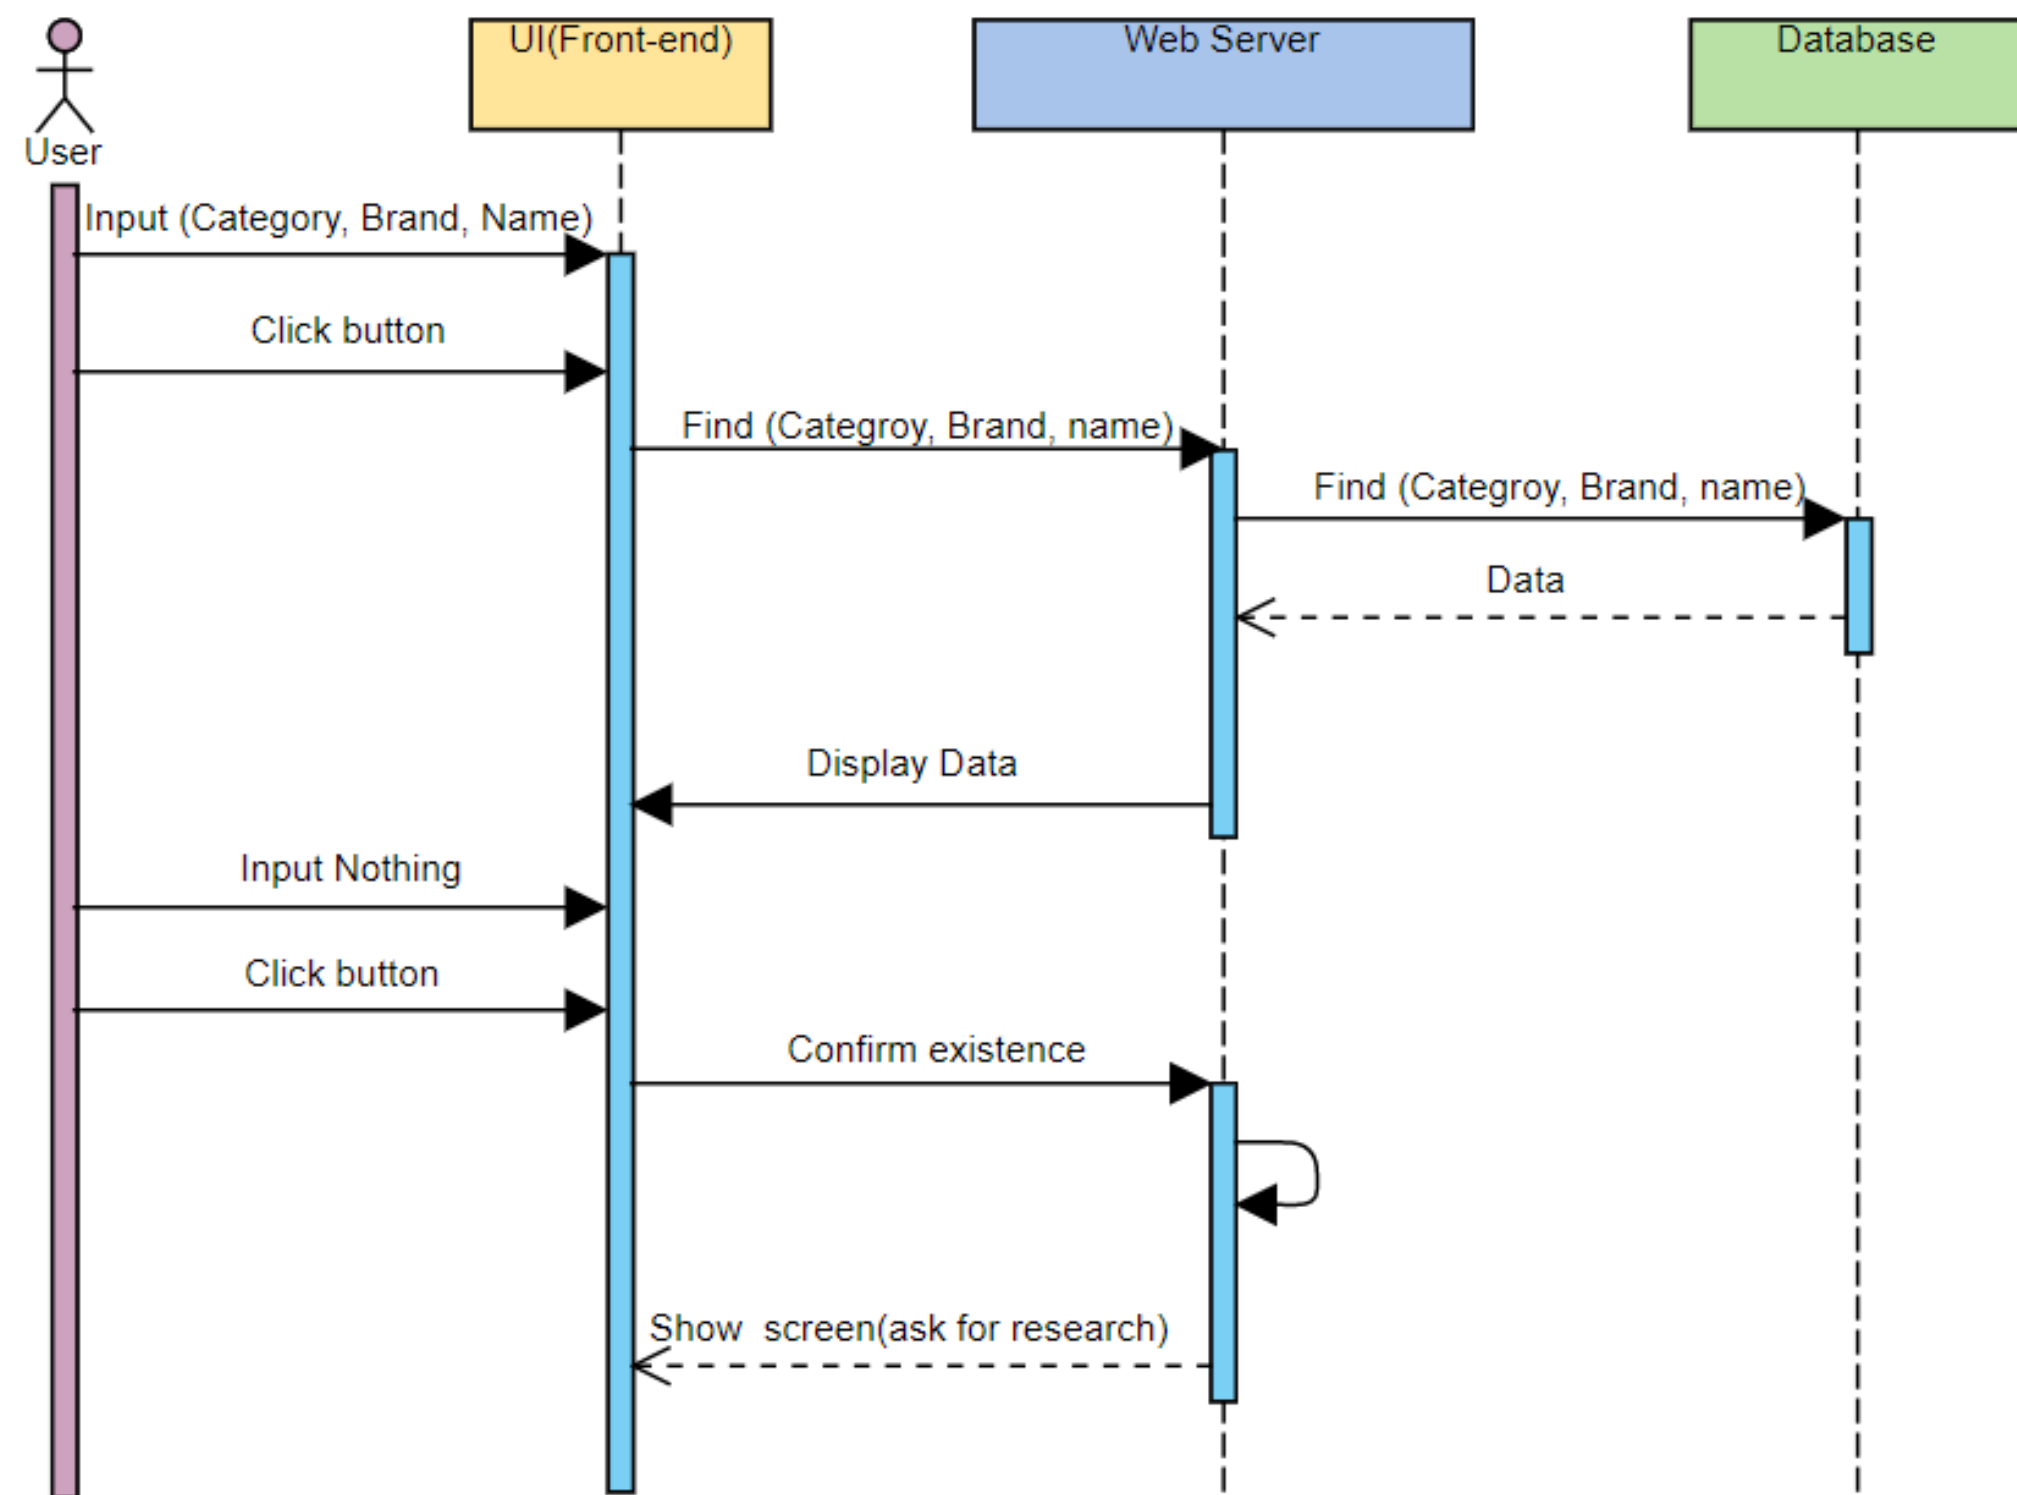 UI(Front-end)
Web Server
Database
User
Input (Category, Brand, Name)
Click button
Find (Categroy, Brand, name)
Find (Categroy, Brand, name)
Data
Display Data
Input Nothing
Click button
Confirm existence
Show  screen(ask for research)